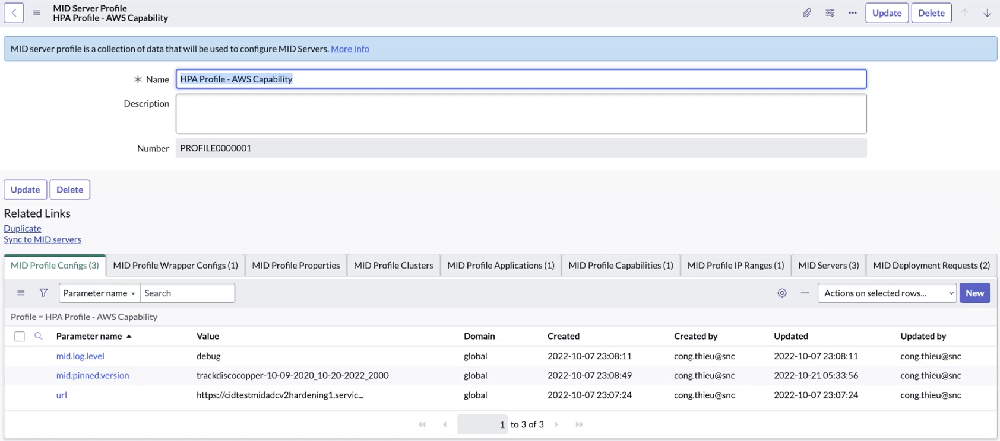 MID Server Profile
HPA Profile - AWS Capability
Update Delete
MID server profile is a collection of data that will be used to configure MID Servers. More Info
Name HPA Profile - AWS Capability
Description
Number PROFILE0000001
Update Delete
Related Links
Duplicate
Sync to MID servers
MID Profile Configs (3) MID Profile Wrapper Configs (1) MID Profile Properties MID Profile Clusters MID Profile Applications (1) MID Profile Capabilities (1) MID Profile IP Ranges (1) MID Servers (3) MID Deployment Requests (2)
Parameter name Search Actions on selected rows... New
Profile = HPA Profile - AWS Capability
Parameter name Value Domain Created Created by Updated Updated by
mid.log.level debug global 2022-10-07 23:08:11 cong.thieu@snc 2022-10-07 23:08:11 cong.thieu@snc
mid.pinned.version trackdiscocopper-10-09-2020_10-20-2022_2000 global 2022-10-07 23:08:49 cong.thieu@snc 2022-10-21 05:33:56 cong.thieu@snc
url https://cidtestmidadcv2hardening1.servic... global 2022-10-07 23:07:24 cong.thieu@snc 2022-10-07 23:07:24 cong.thieu@snc
1 to 3 of 3